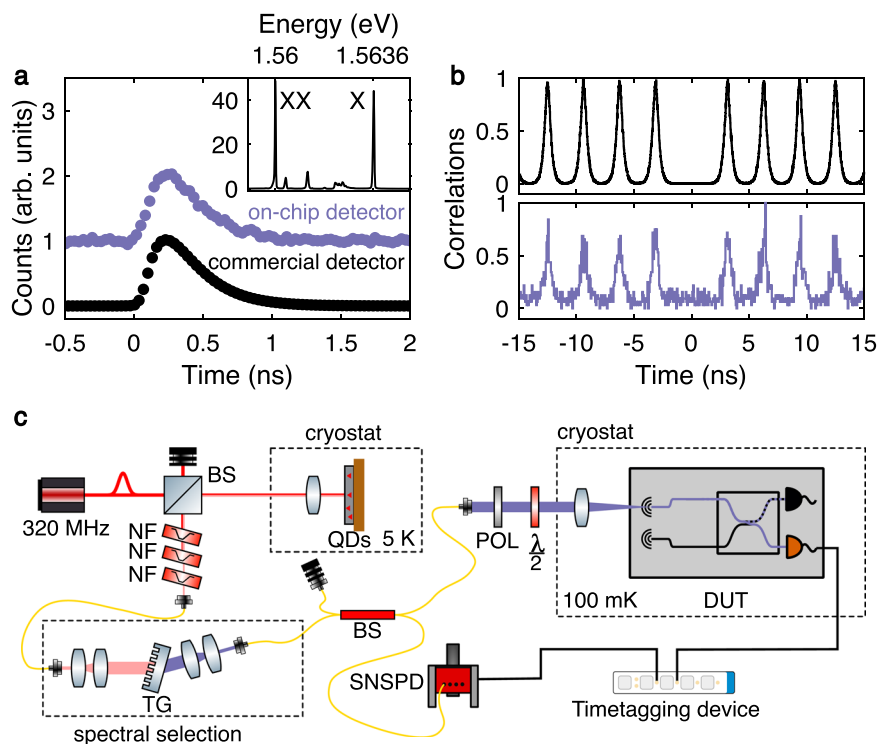 Energy (eV)
1.56 1.5636
a
Counts (arb. units)
3
2
1
0
40
20
0
XX X
on-chip detector
commercial detector
-0.5 0 0.5 1 1.5 2
Time (ns)
b
Correlations
1
0.5
0
1
0.5
0
-15 -10 -5 0 5 10 15
Time (ns)
c
cryostat
cryostat
BS
320 MHz
QDs 5 K
NF
NF
NF
POL
λ
2
100 mK DUT
BS
TG
SNSPD
Timetagging device
spectral selection